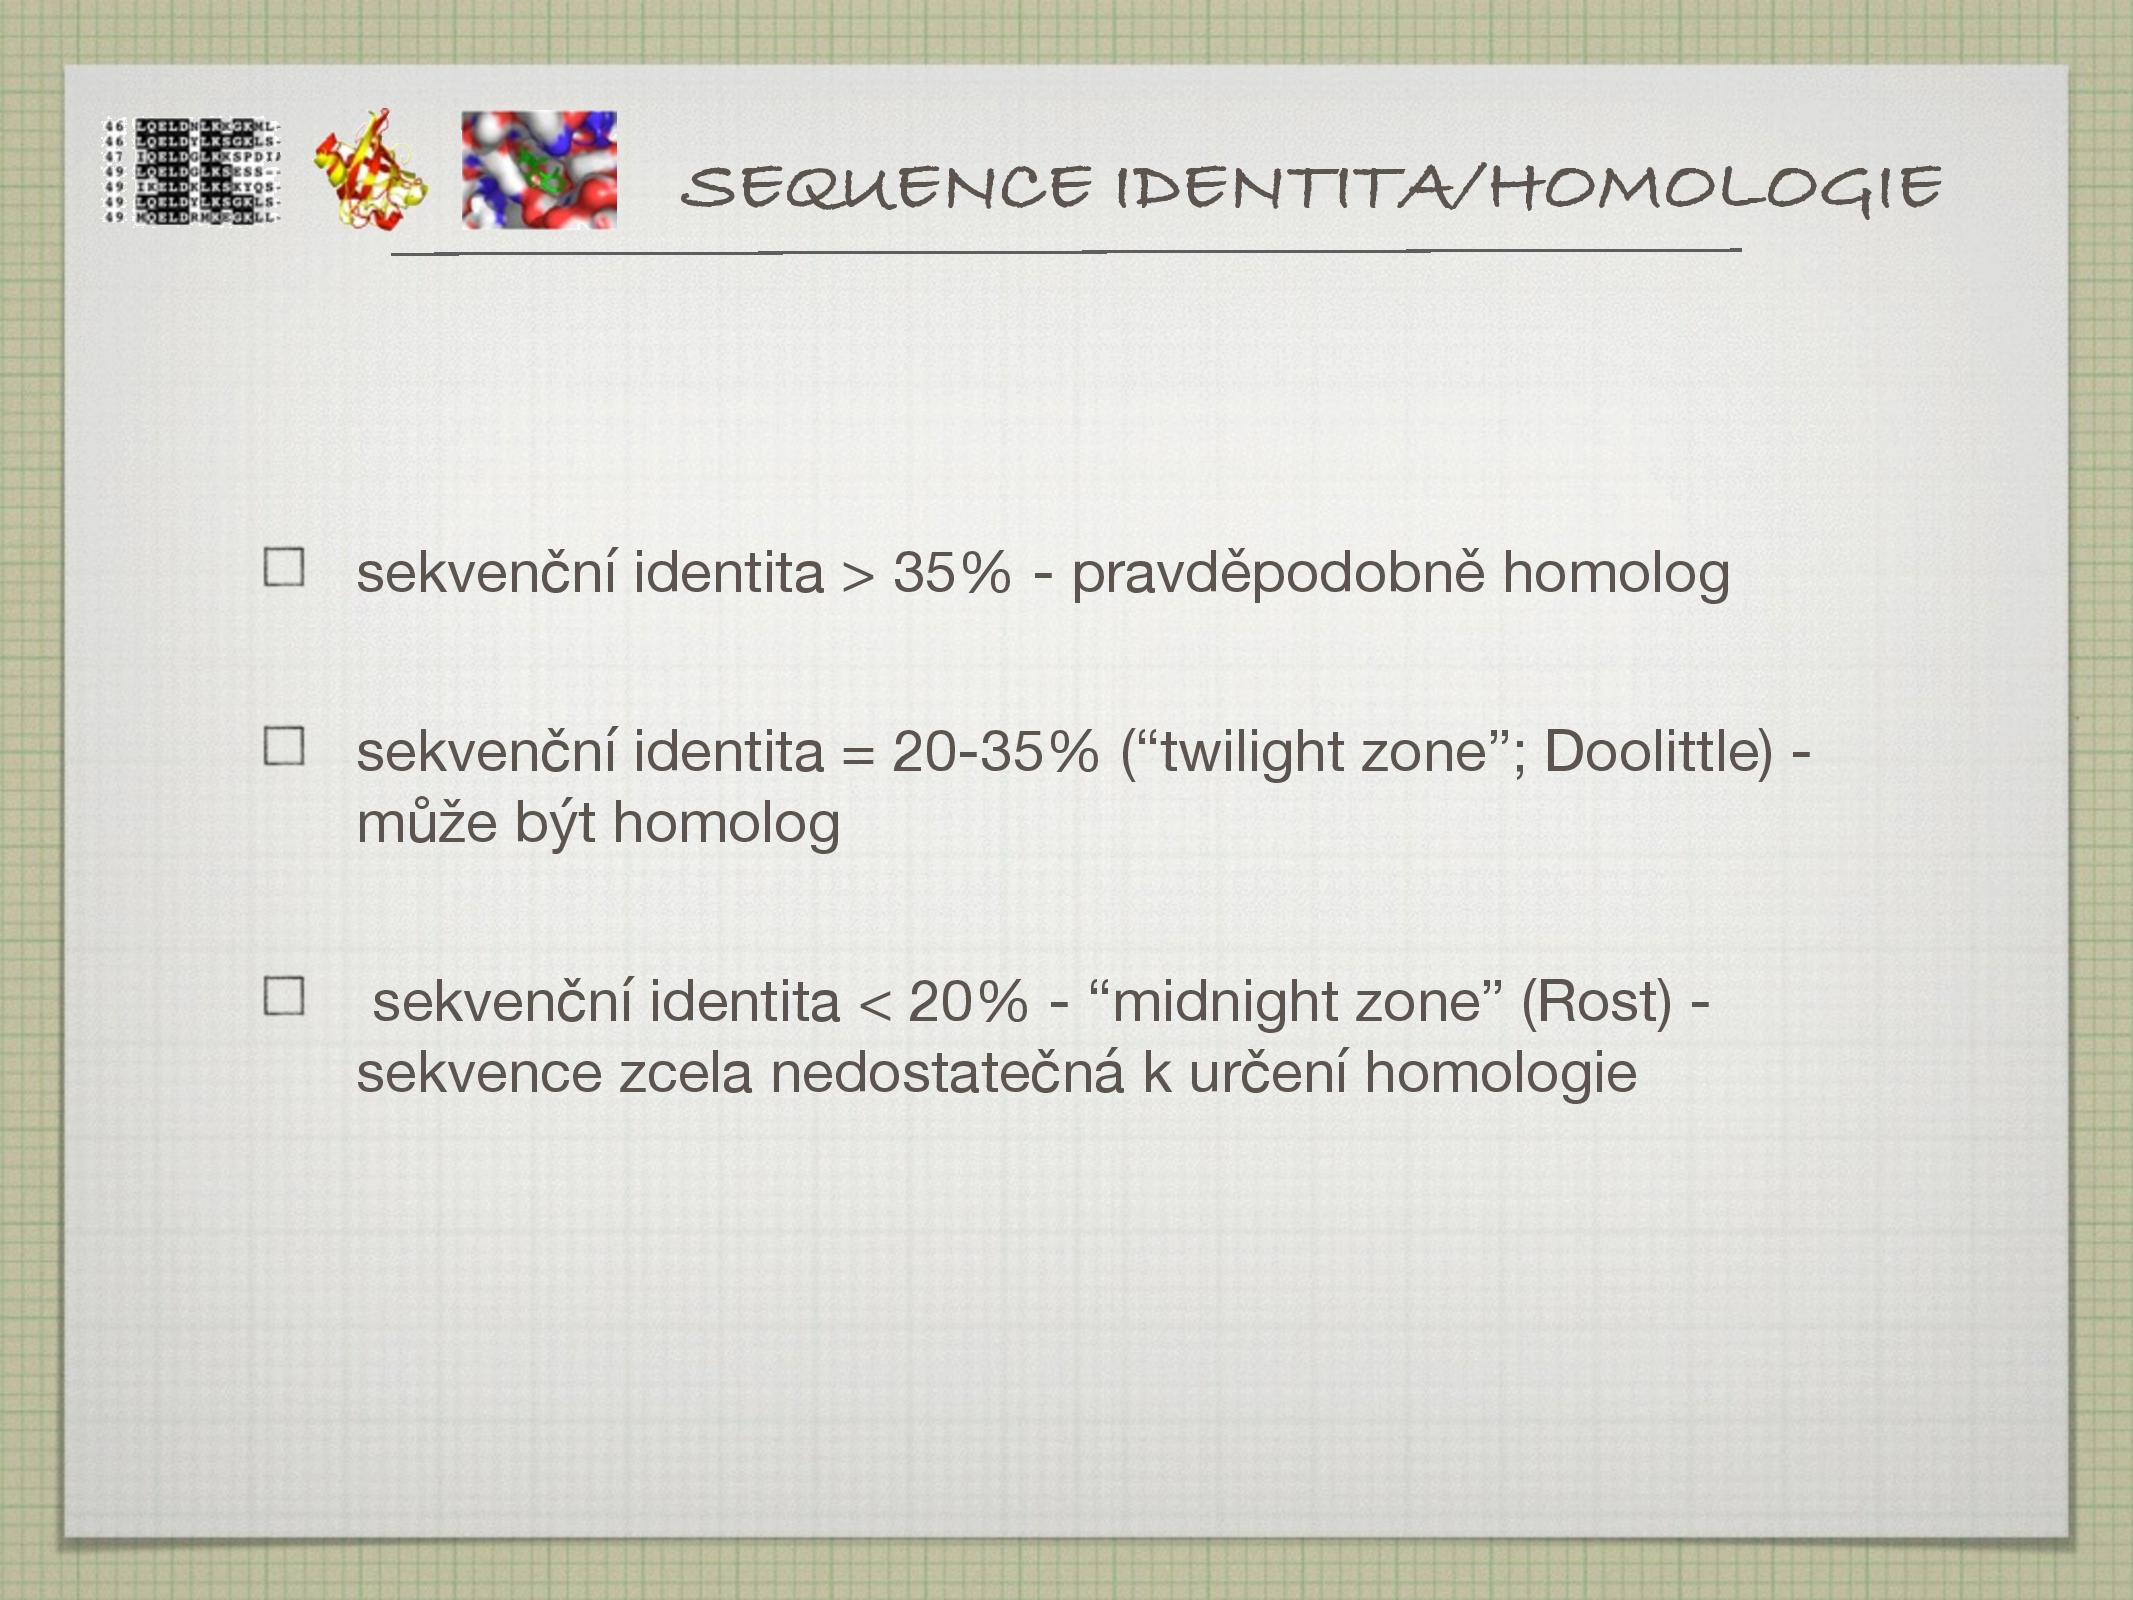 46 LQELDNLKKGKML-
46 LQELDYLKSGKLS-
47 IQELDGLKKSPDI
49 LQELDGLKSESS--
49 IKELDKLKSKYQS-
49 LQELDYLKSGKLS-
49 MQELDRMKEGKLL-
SEQUENCE IDENTITA/HOMOLOGIE
sekvenční identita > 35% - pravděpodobně homolog
sekvenční identita = 20-35% (“twilight zone”; Doolittle) -
může být homolog
sekvenční identita < 20% - “midnight zone” (Rost) -
sekvence zcela nedostatečná k určení homologie